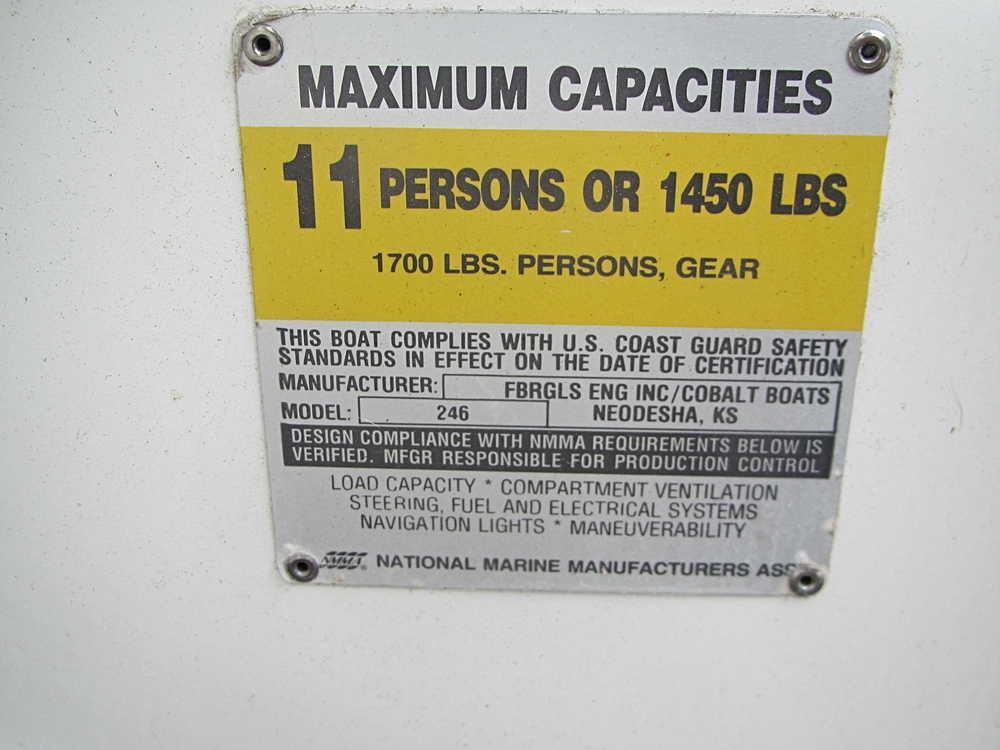 MAXIMUM CAPACITIES
11 PERSONS OR 1450 LBS
1700 LBS. PERSONS, GEAR
THIS BOAT COMPLIES WITH U.S. COAST GUARD SAFETY
STANDARDS IN EFFECT ON THE DATE OF CERTIFICATION
MANUFACTURER: FBRGLS ENG INC/COBALT BOATS
MODEL: 246 NEODESHA, KS
DESIGN COMPLIANCE WITH NMMA REQUIREMENTS BELOW IS
VERIFIED. MFGR RESPONSIBLE FOR PRODUCTION CONTROL
LOAD CAPACITY * COMPARTMENT VENTILATION
STEERING, FUEL AND ELECTRICAL SYSTEMS
NAVIGATION LIGHTS * MANEUVERABILITY
NMMA® NATIONAL MARINE MANUFACTURERS ASS